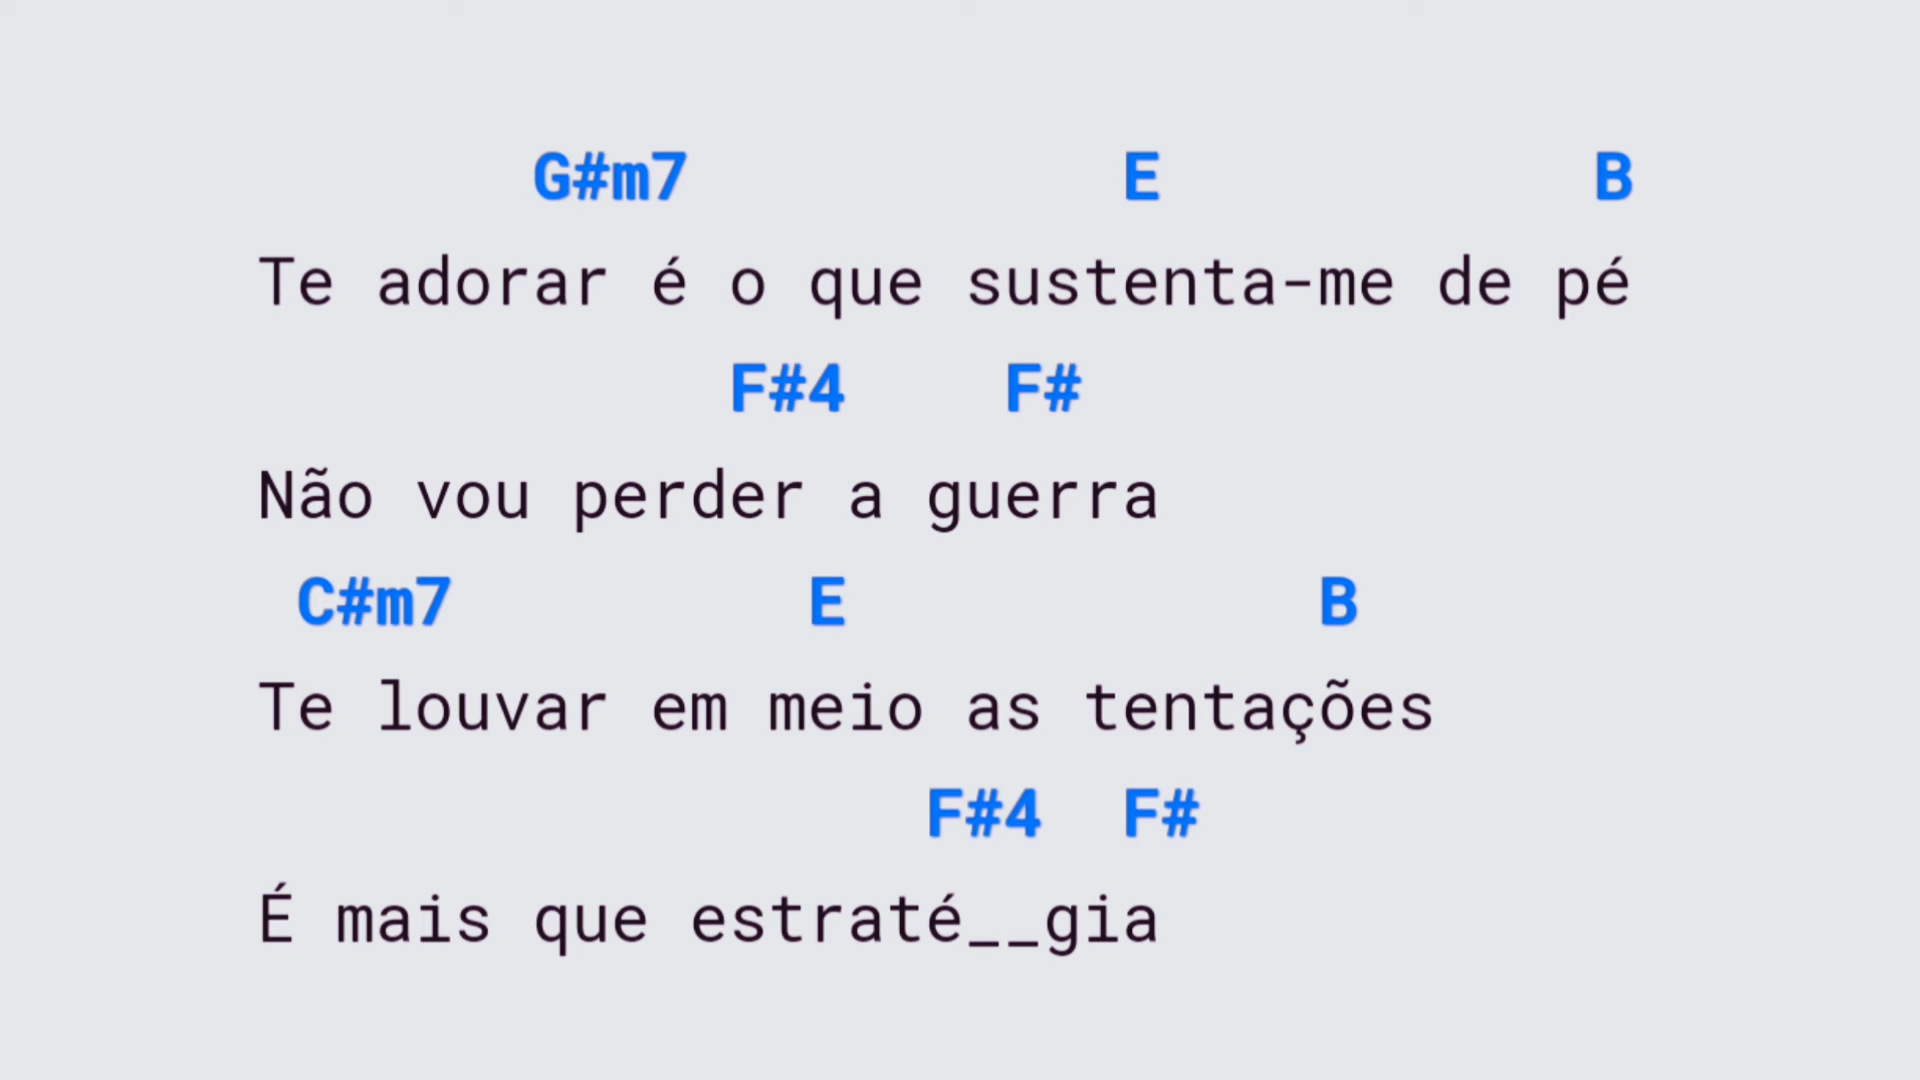 G#m7 E B
Te adorar é o que sustenta-me de pé
F#4 F#
Não vou perder a guerra
C#m7 E B
Te louvar em meio as tentações
F#4 F#
É mais que estraté__gia